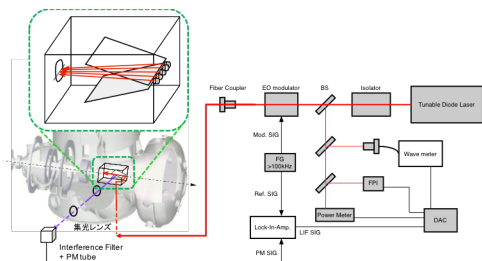 Fiber Coupler
EO modulator
BS
Isolator
Tunable Diode Laser
Mod. SIG
FG
>100kHz
Wave meter
Ref. SIG
FPI
Power Meter
DAC
Lock-In-Amp.
LIF SIG
PM SIG
集光レンズ
Interference Filter
+ PM tube